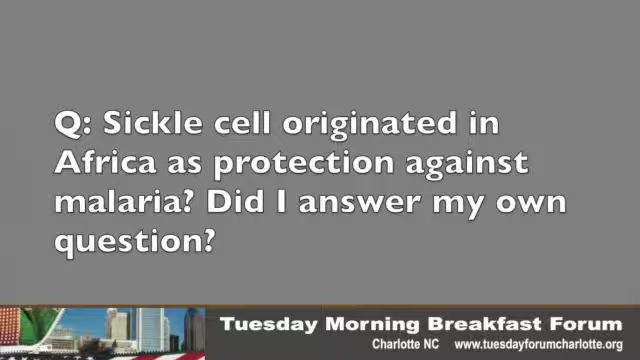 Q: Sickle cell originated in
Africa as protection against
malaria? Did I answer my own
question?
Tuesday Morning Breakfast Forum
Charlotte NC www.tuesdayforumcharlotte.org